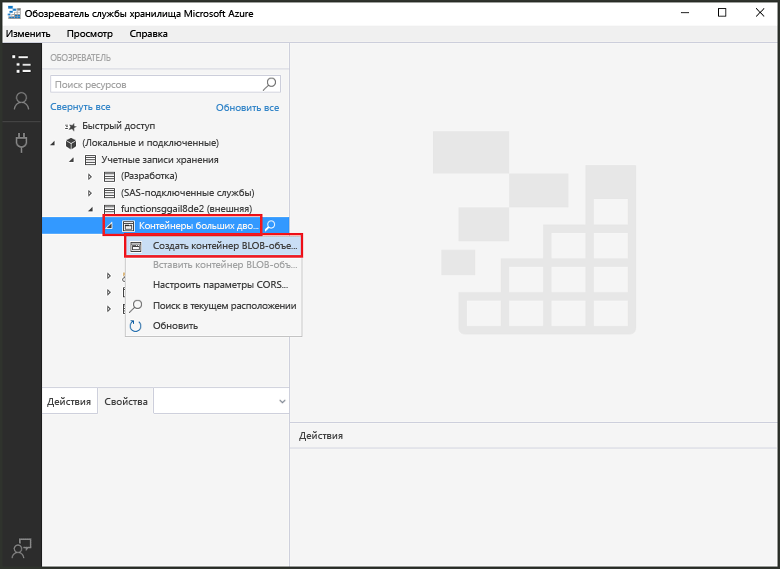 Обозреватель службы хранилища Microsoft Azure
Изменить Просмотр Справка
ОБОЗРЕВАТЕЛЬ
Поиск ресурсов
Свернуть все Обновить все
Быстрый доступ
(Локальные и подключенные)
Учетные записи хранения
(Разработка)
(SAS-подключенные службы)
functionsggail8de2 (внешняя)
Контейнеры больших дво...
Создать контейнер BLOB-объе...
Вставить контейнер BLOB-объ...
Настроить параметры CORS...
Поиск в текущем расположении
Обновить
Действия Свойства
Действия